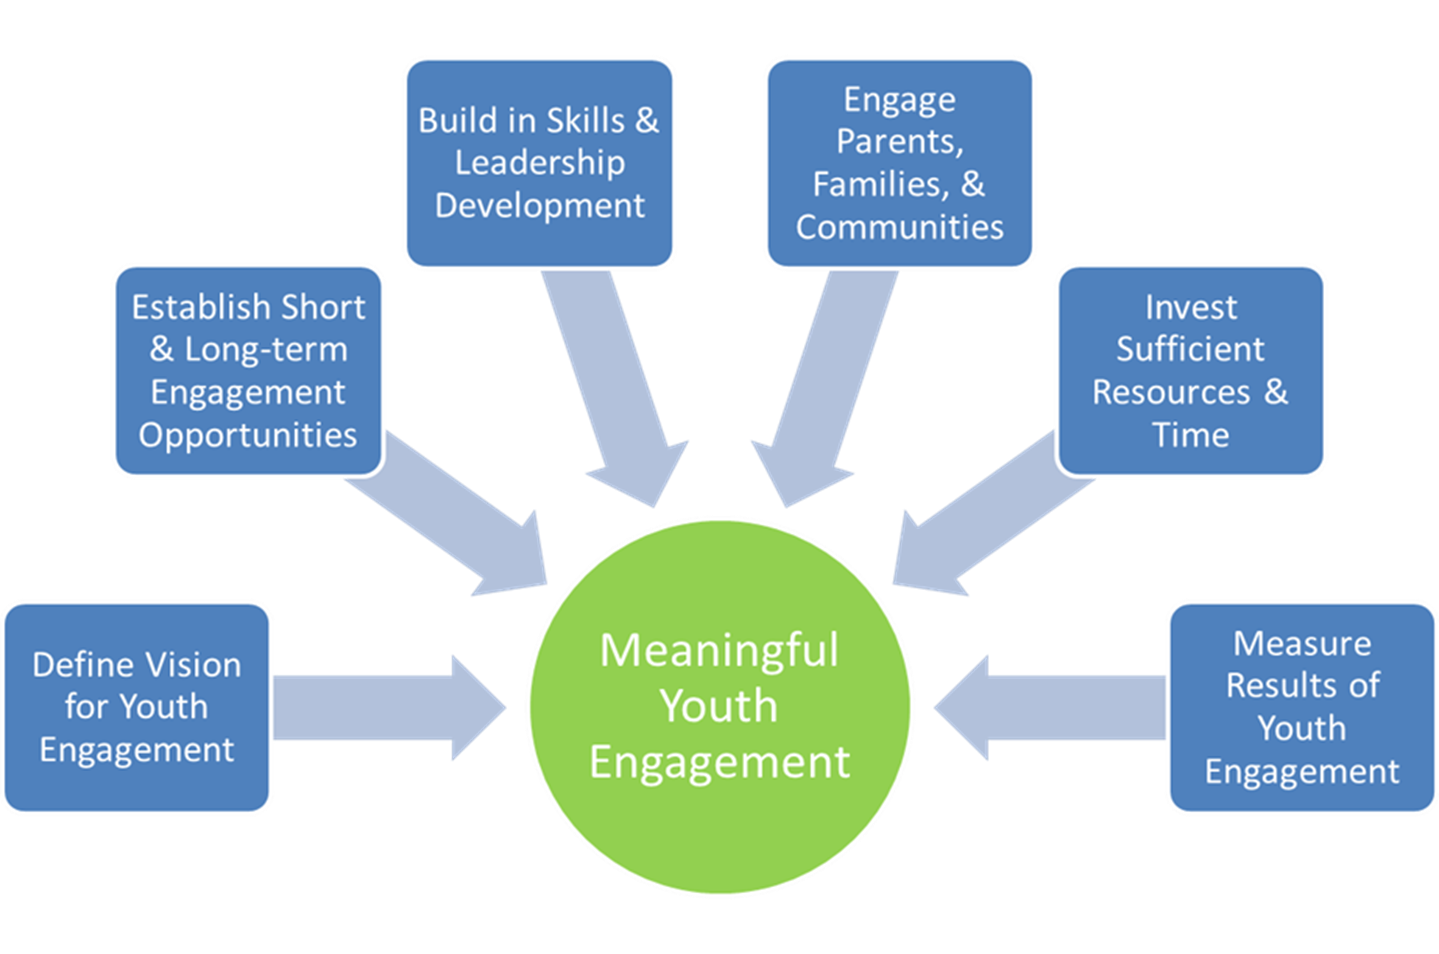 Define Vision
for Youth
Engagement
Establish Short
& Long-term
Engagement
Opportunities
Build in Skills &
Leadership
Development
Engage
Parents,
Families, &
Communities
Invest
Sufficient
Resources &
Time
Measure
Results of
Youth
Engagement
Meaningful
Youth
Engagement